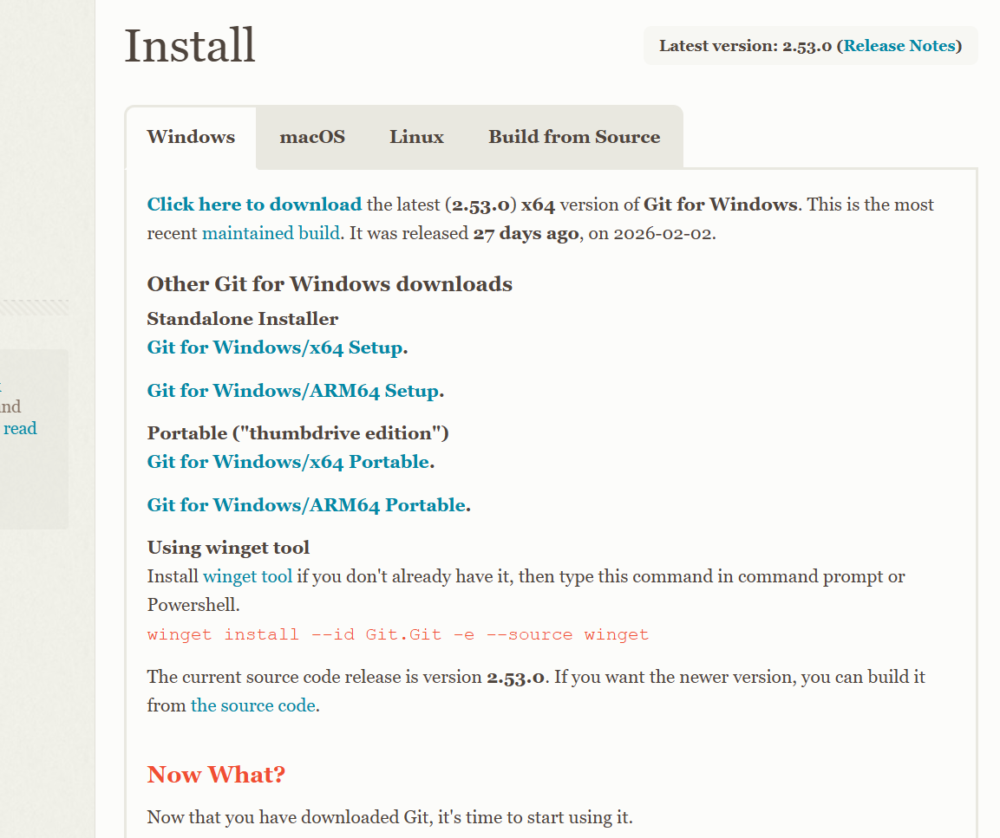 Install
Latest version: 2.53.0 (Release Notes)
Windows
macOS
Linux
Build from Source
Click here to download the latest (2.53.0) x64 version of Git for Windows. This is the most
recent maintained build. It was released 27 days ago, on 2026-02-02.
Other Git for Windows downloads
Standalone Installer
Git for Windows/x64 Setup.
Git for Windows/ARM64 Setup.
nd
read
Portable ("thumbdrive edition")
Git for Windows/x64 Portable.
Git for Windows/ARM64 Portable.
Using winget tool
Install winget tool if you don't already have it, then type this command in command prompt or
Powershell.
winget install --id Git.Git -e --source winget
The current source code release is version 2.53.0. If you want the newer version, you can build it
from the source code.
Now What?
Now that you have downloaded Git, it's time to start using it.